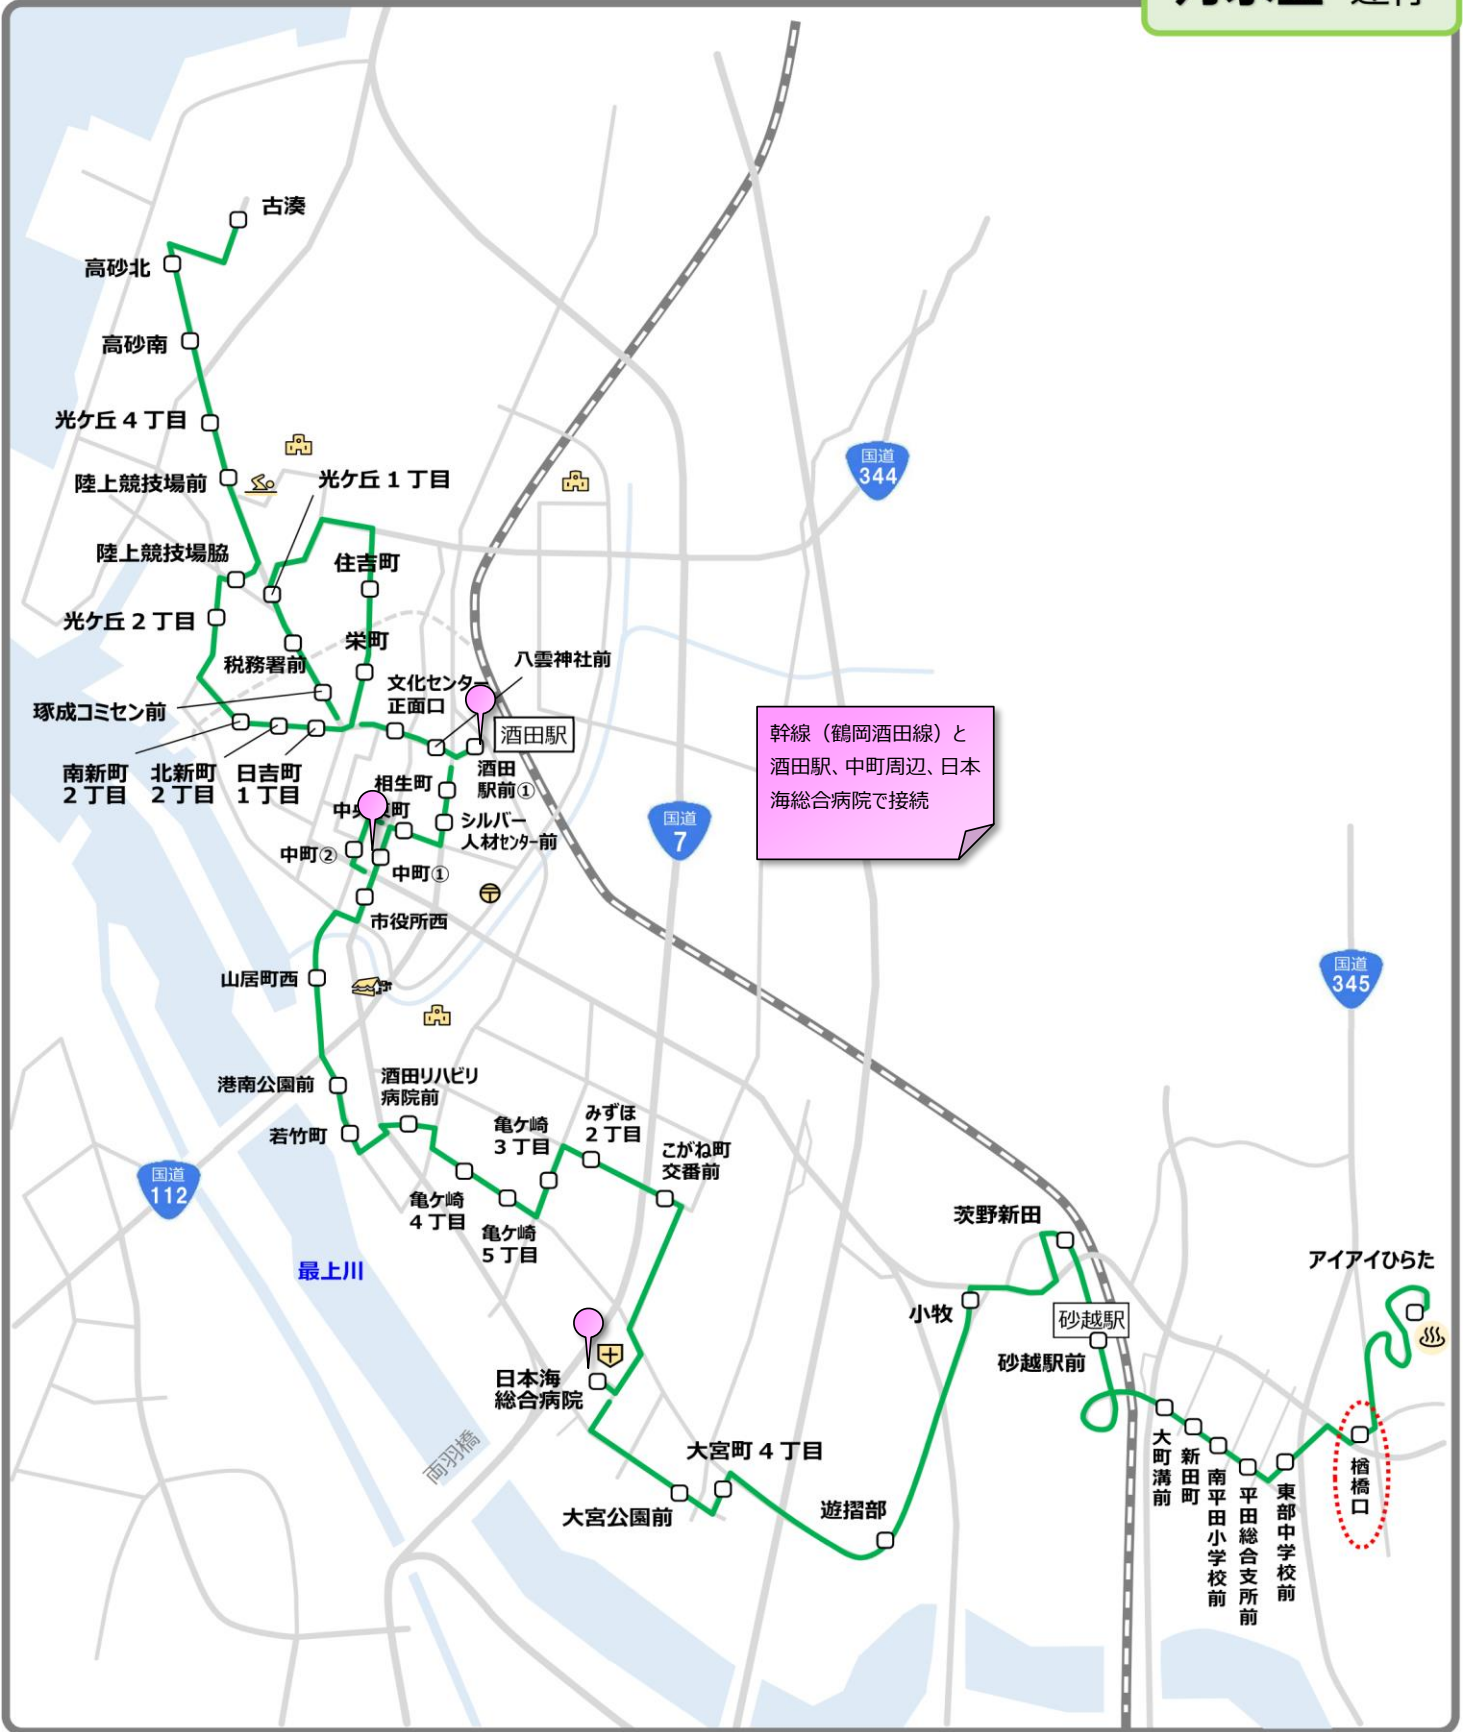 古湊
高砂北
高砂南
光ケ丘４丁目
陸上競技場前
光ケ丘１丁目
国道
344
陸上競技場脇
住吉町
光ケ丘２丁目
栄町
税務署前
八雲神社前
文化センター
正面口
琢成コミセン前
酒田駅
南新町
２丁目
北新町
２丁目
日吉町
１丁目
相生町
酒田
駅前①
幹線（鶴岡酒田線）と
酒田駅、中町周辺、日本
海総合病院で接続
シルバー
人材センター前
国道
7
中町②
中町①
市役所西
山居町西
国道
345
港南公園前
酒田リハビリ
病院前
若竹町
亀ケ崎
３丁目
みずほ
２丁目
こがね町
交番前
国道
112
亀ケ崎
４丁目
亀ケ崎
５丁目
茨野新田
最上川
アイアイひらた
小牧
砂越駅
砂越駅前
日本海
総合病院
両羽橋
大宮町４丁目
大宮公園前
遊摺部
大町溝前
新田町
南平田小学校前
平田総合支所前
東部中学校前
楢橋口